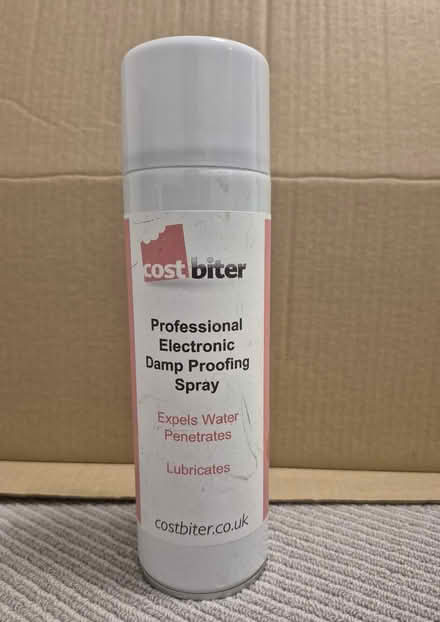 cost biter
Professional
Electronic
Damp Proofing
Spray
Expels Water
Penetrates
Lubricates
costbiter.co.uk